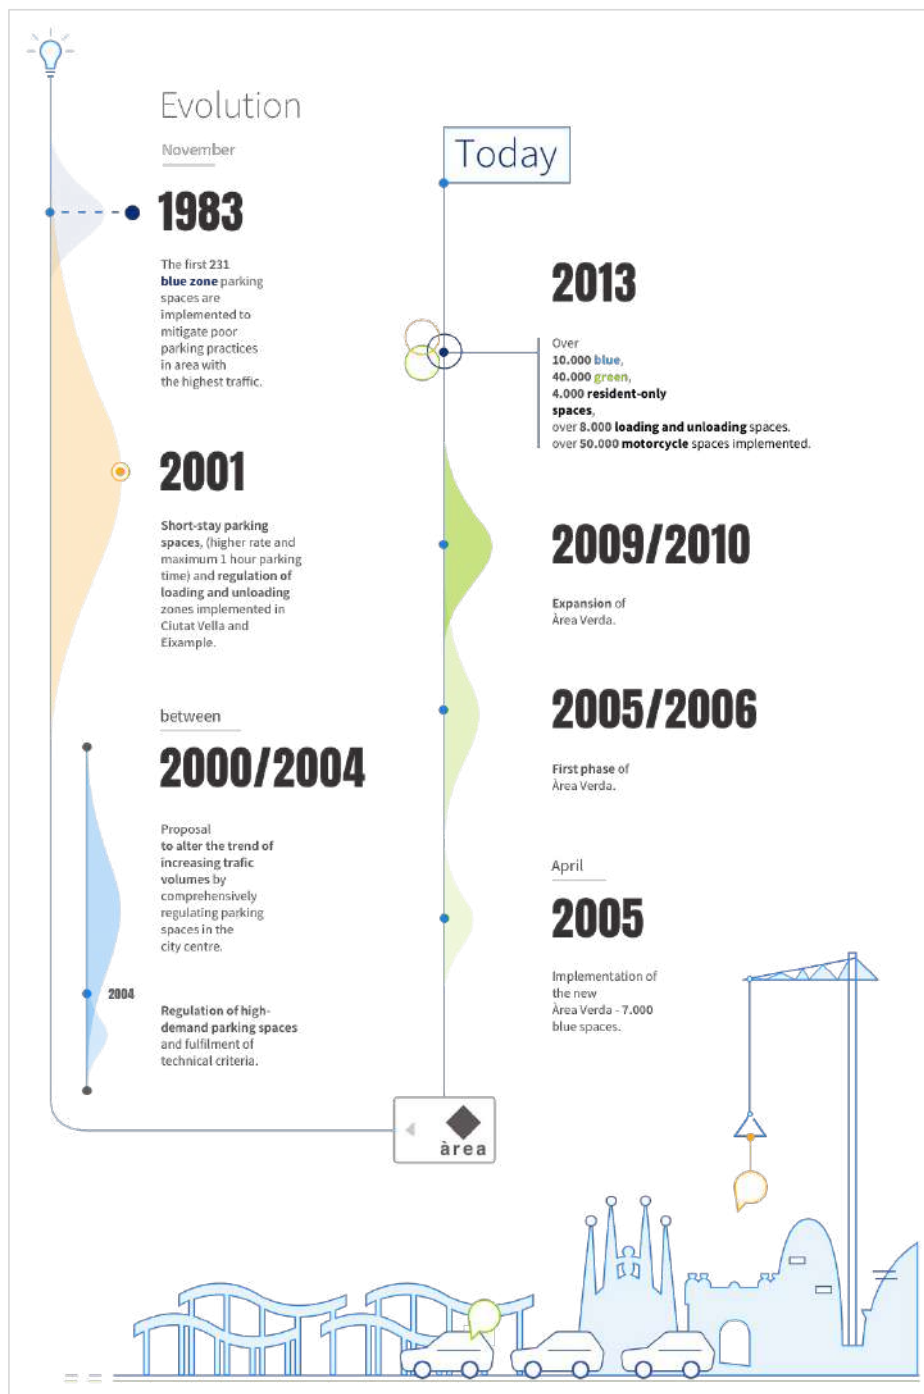 Evolution
November
1983
The first 231
blue zone parking
spaces are
implemented to
mitigate poor
parking practices
in area with
the highest traffic.
2001
Short-stay parking
spaces, (higher rate and
maximum 1 hour parking
time) and regulation of
loading and unloading
zones implemented in
Ciutat Vella and
Eixample.
between
2000/2004
Proposal
to alter the trend of
increasing trafic
volumes by
comprehensively
regulating parking
spaces in the
city centre.
2004
Regulation of high-
demand parking spaces
and fulfilment of
technical criteria.
àrea
Today
2013
Over
10.000 blue,
40.000 green,
4.000 resident-only
spaces,
over 8.000 loading and unloading spaces.
over 50.000 motorcycle spaces implemented.
2009/2010
Expansion of
Àrea Verda.
2005/2006
First phase of
Àrea Verda.
April
2005
Implementation of
the new
Àrea Verda - 7.000
blue spaces.